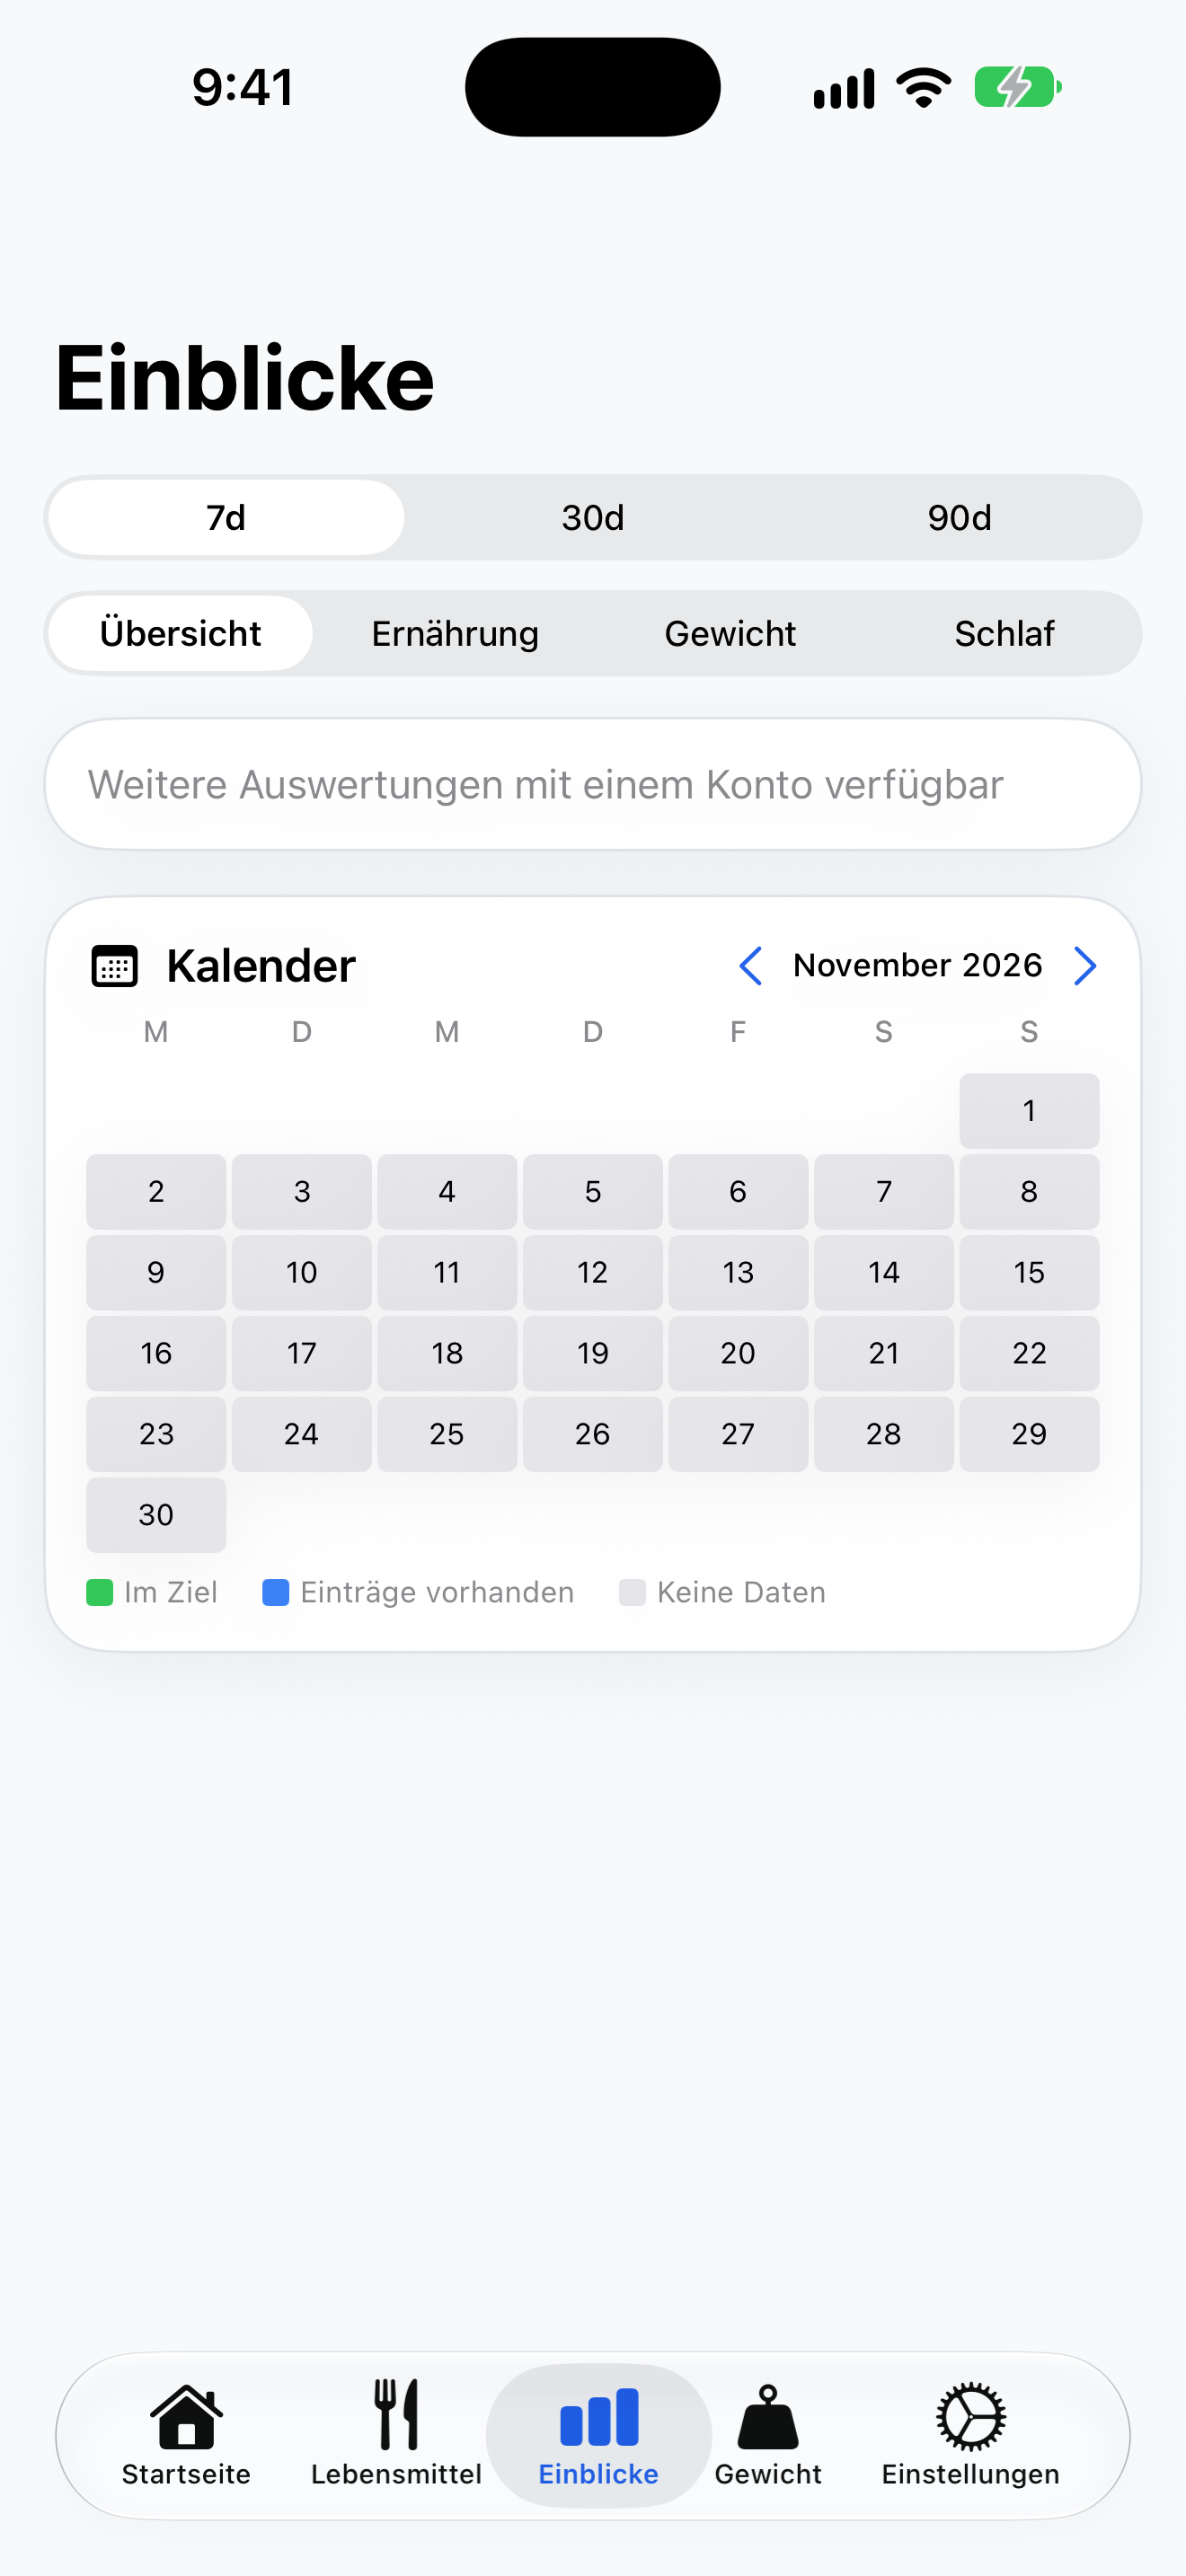 9:41
Einblicke
7d 30d 90d
Übersicht Ernährung Gewicht Schlaf
Weitere Auswertungen mit einem Konto verfügbar
Kalender November 2026
M D M D F S S
1
2 3 4 5 6 7 8
9 10 11 12 13 14 15
16 17 18 19 20 21 22
23 24 25 26 27 28 29
30
Im Ziel Einträge vorhanden Keine Daten
Startseite Lebensmittel Einblicke Gewicht Einstellungen